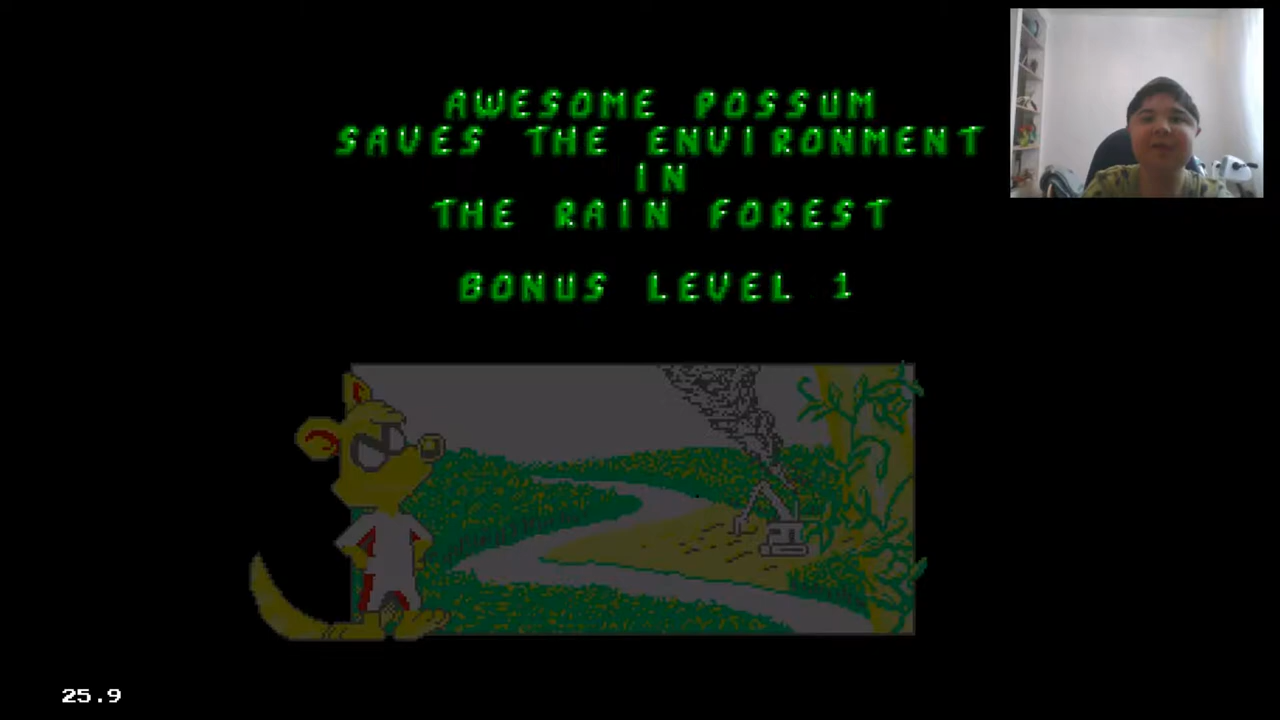 AWESOME POSSUM
SAVES THE ENVIRONMENT
IN
THE RAIN FOREST
BONUS LEVEL 1
25.9